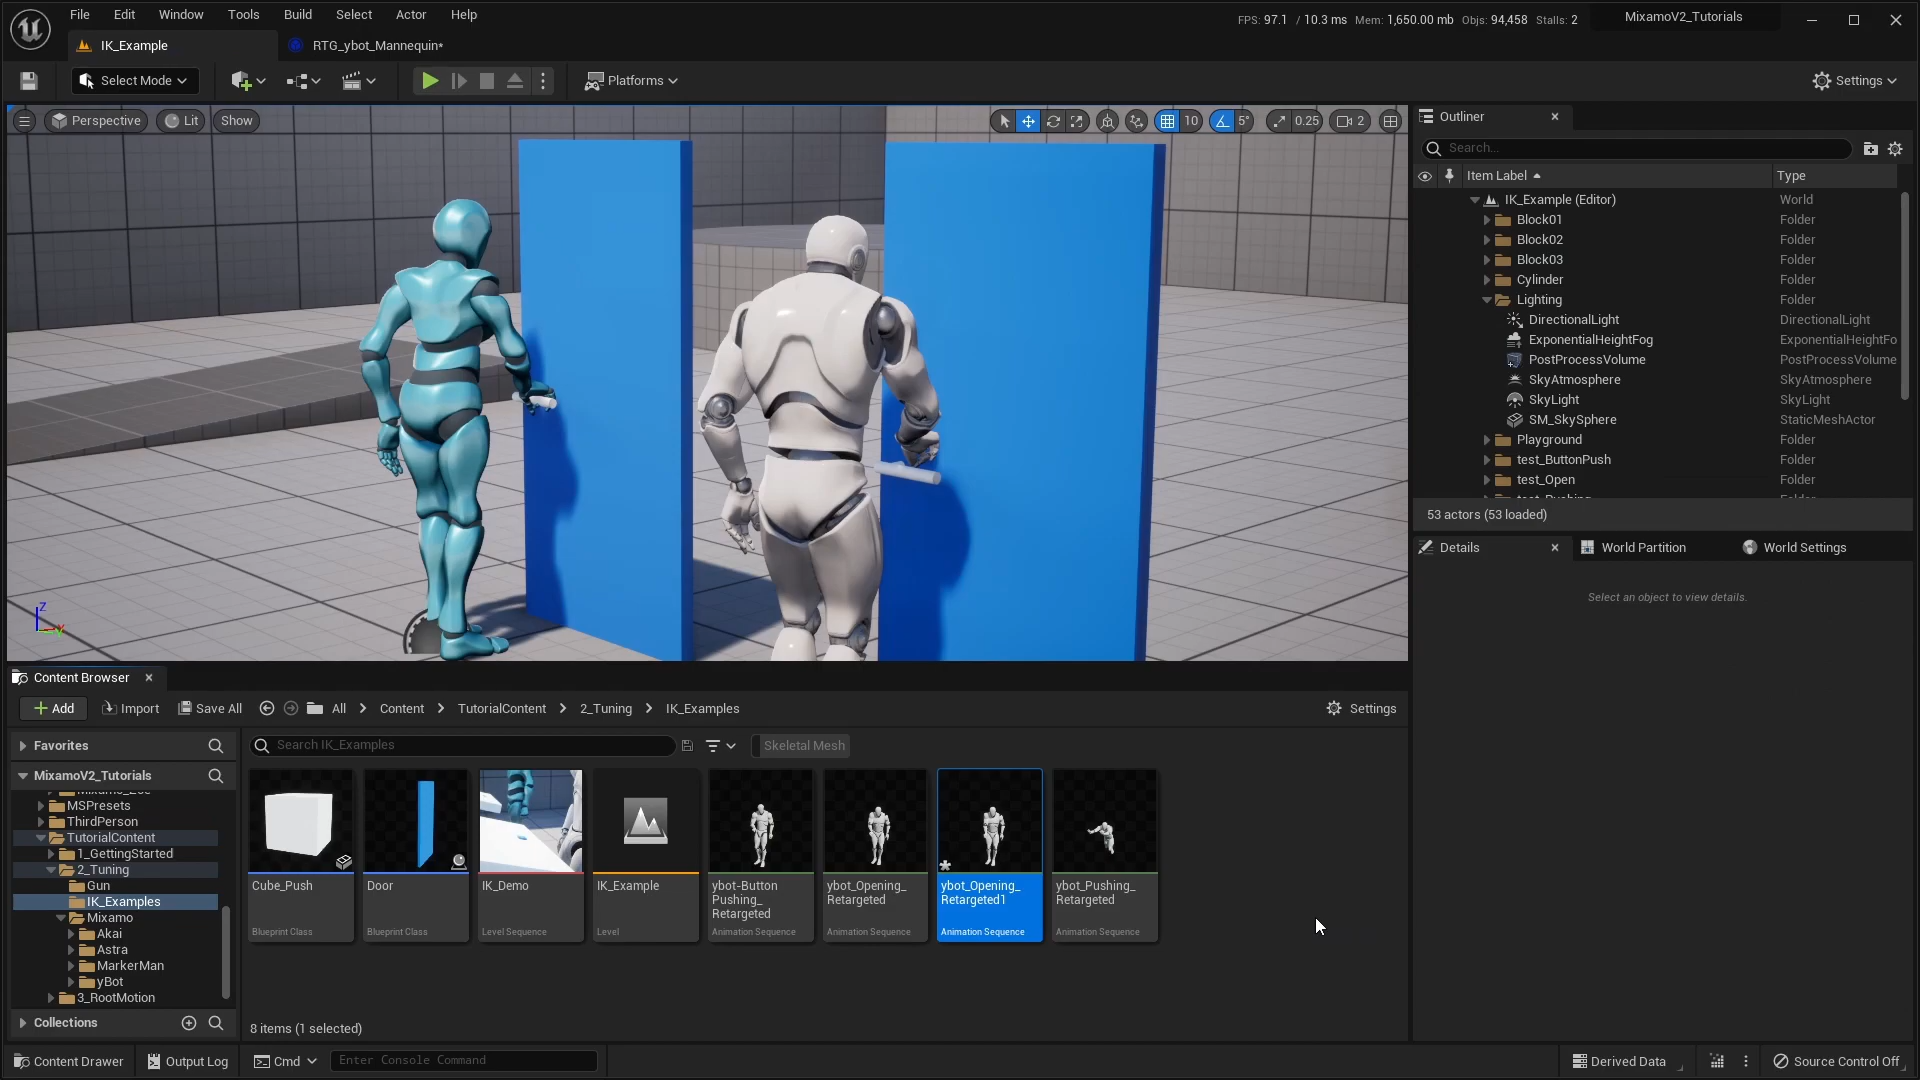 File Edit Window Tools Build Select Actor Help
FPS: 97.1 / 10.3 ms Mem: 1,650.00 mb Objs: 94,458 Stalls: 2
MixamoV2_Tutorials
IK_Example
RTG_ybot_Mannequin*
Select Mode
Platforms
Settings
Perspective
Lit
Show
10
5°
0.25
2
Z
Outliner
Search...
Item Label Type
IK_Example (Editor) World
Block01 Folder
Block02 Folder
Block03 Folder
Cylinder Folder
Lighting Folder
DirectionalLight DirectionalLight
ExponentialHeightFog ExponentialHeightFo
PostProcessVolume PostProcessVolume
SkyAtmosphere SkyAtmosphere
SkyLight SkyLight
SM_SkySphere StaticMeshActor
Playground Folder
test_ButtonPush Folder
test_Open Folder
53 actors (53 loaded)
Details
World Partition
World Settings
Select an object to view details.
Content Browser
Add
Import
Save All
All Content TutorialContent 2_Tuning IK_Examples
Settings
Favorites
MixamoV2_Tutorials
MSPresets
ThirdPerson
TutorialContent
1_GettingStarted
2_Tuning
Gun
IK_Examples
Mixamo
Akai
Astra
MarkerMan
yBot
3_RootMotion
Collections
Search IK_Examples
Skeletal Mesh
Cube_Push
Blueprint Class
Door
Blueprint Class
IK_Demo
Level Sequence
IK_Example
Level
ybot-Button
Pushing_
Retargeted
Animation Sequence
ybot_Opening_
Retargeted
Animation Sequence
ybot_Opening_
Retargeted1
Animation Sequence
ybot_Pushing_
Retargeted
Animation Sequence
8 items (1 selected)
Content Drawer
Output Log
Cmd
Enter Console Command
Derived Data
Source Control Off